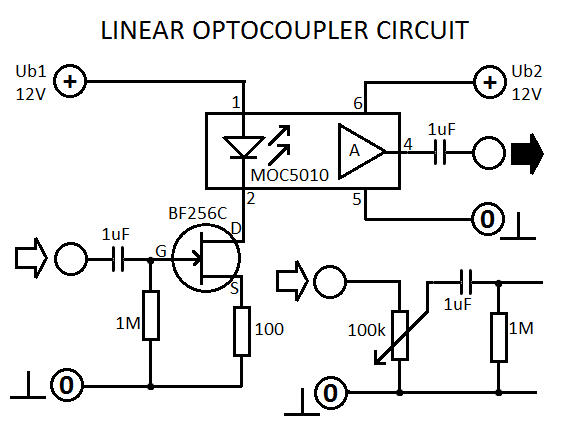 LINEAR OPTOCOUPLER CIRCUIT
Ub1
12V
+
1
6
+
Ub2
12V
A
4
1uF
MOC5010
2
5
0
BF256C
D
1uF
G
S
1M
100
100k
1uF
1M
0
0